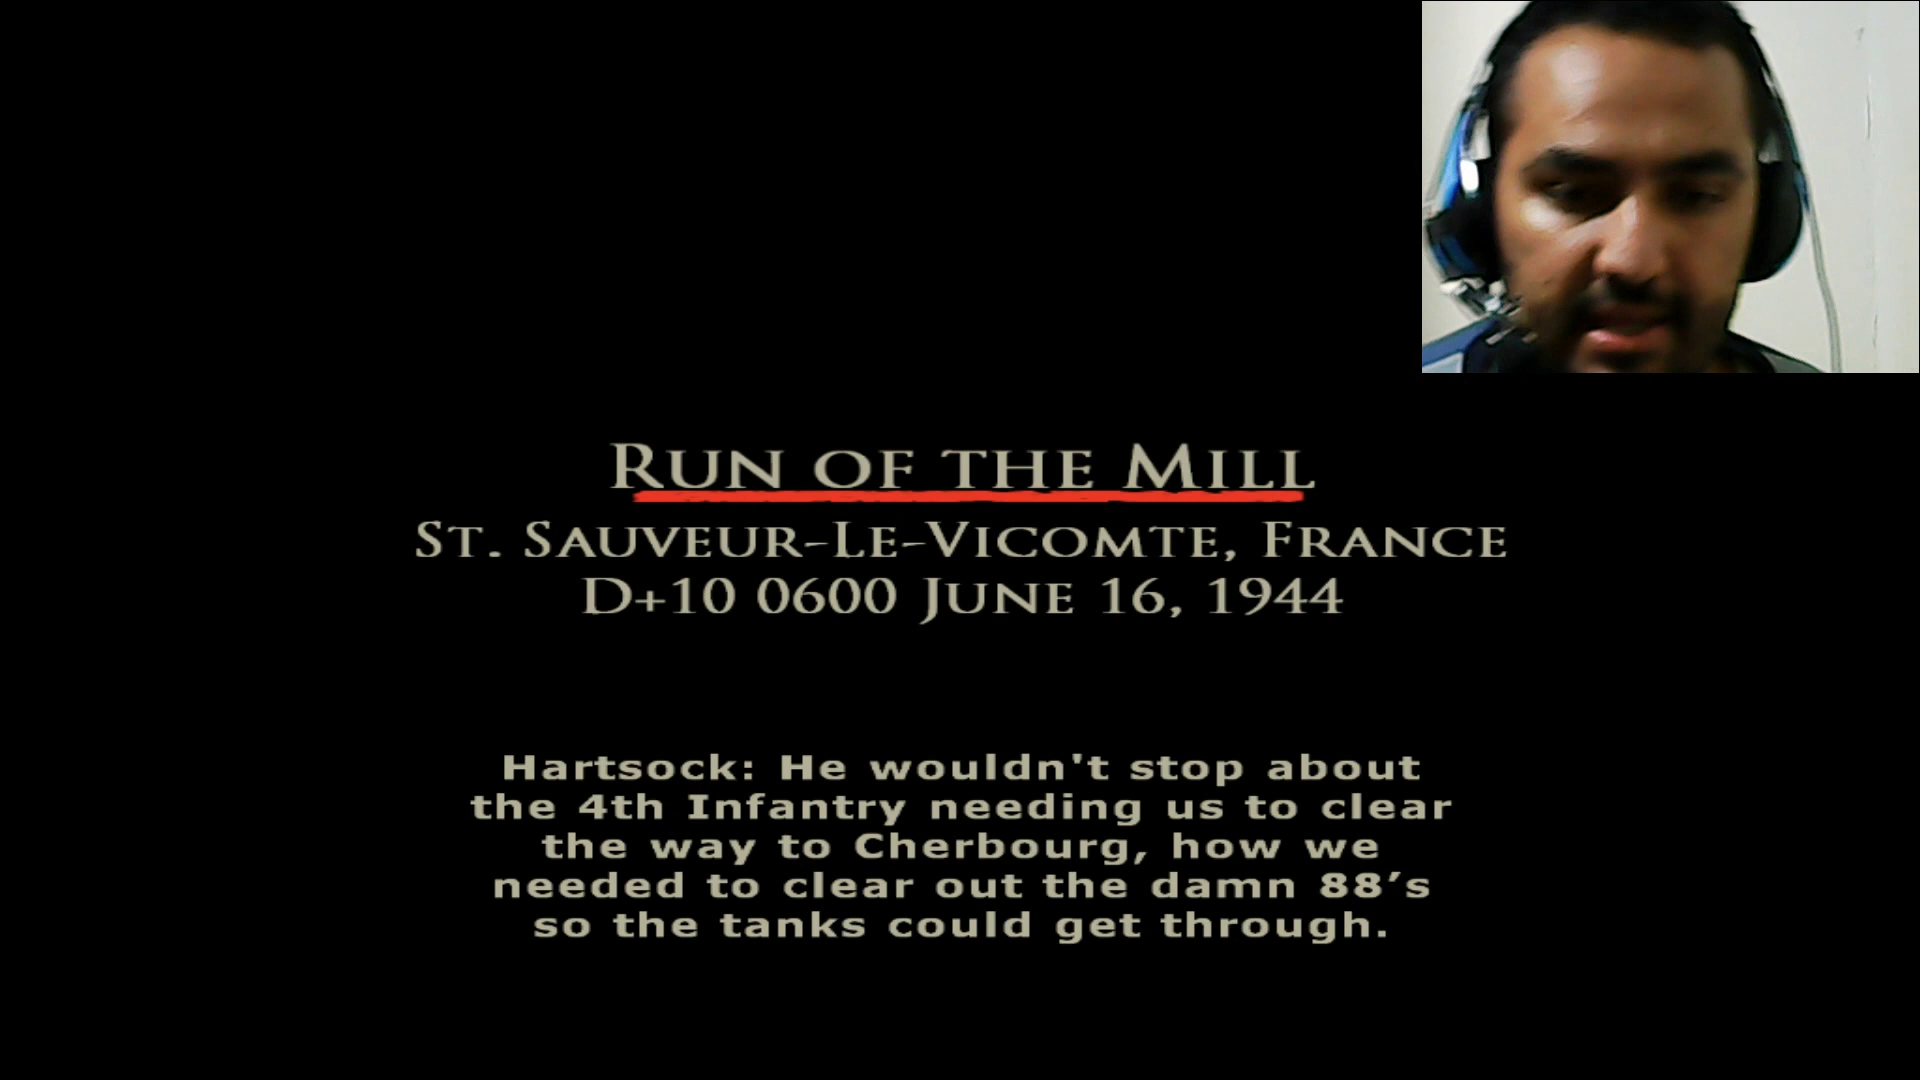 Run of the Mill
St. Sauveur-Le-Vicomte, France
D+10 0600 June 16, 1944
Hartsock: He wouldn't stop about
the 4th Infantry needing us to clear
the way to Cherbourg, how we
needed to clear out the damn 88’s
so the tanks could get through.